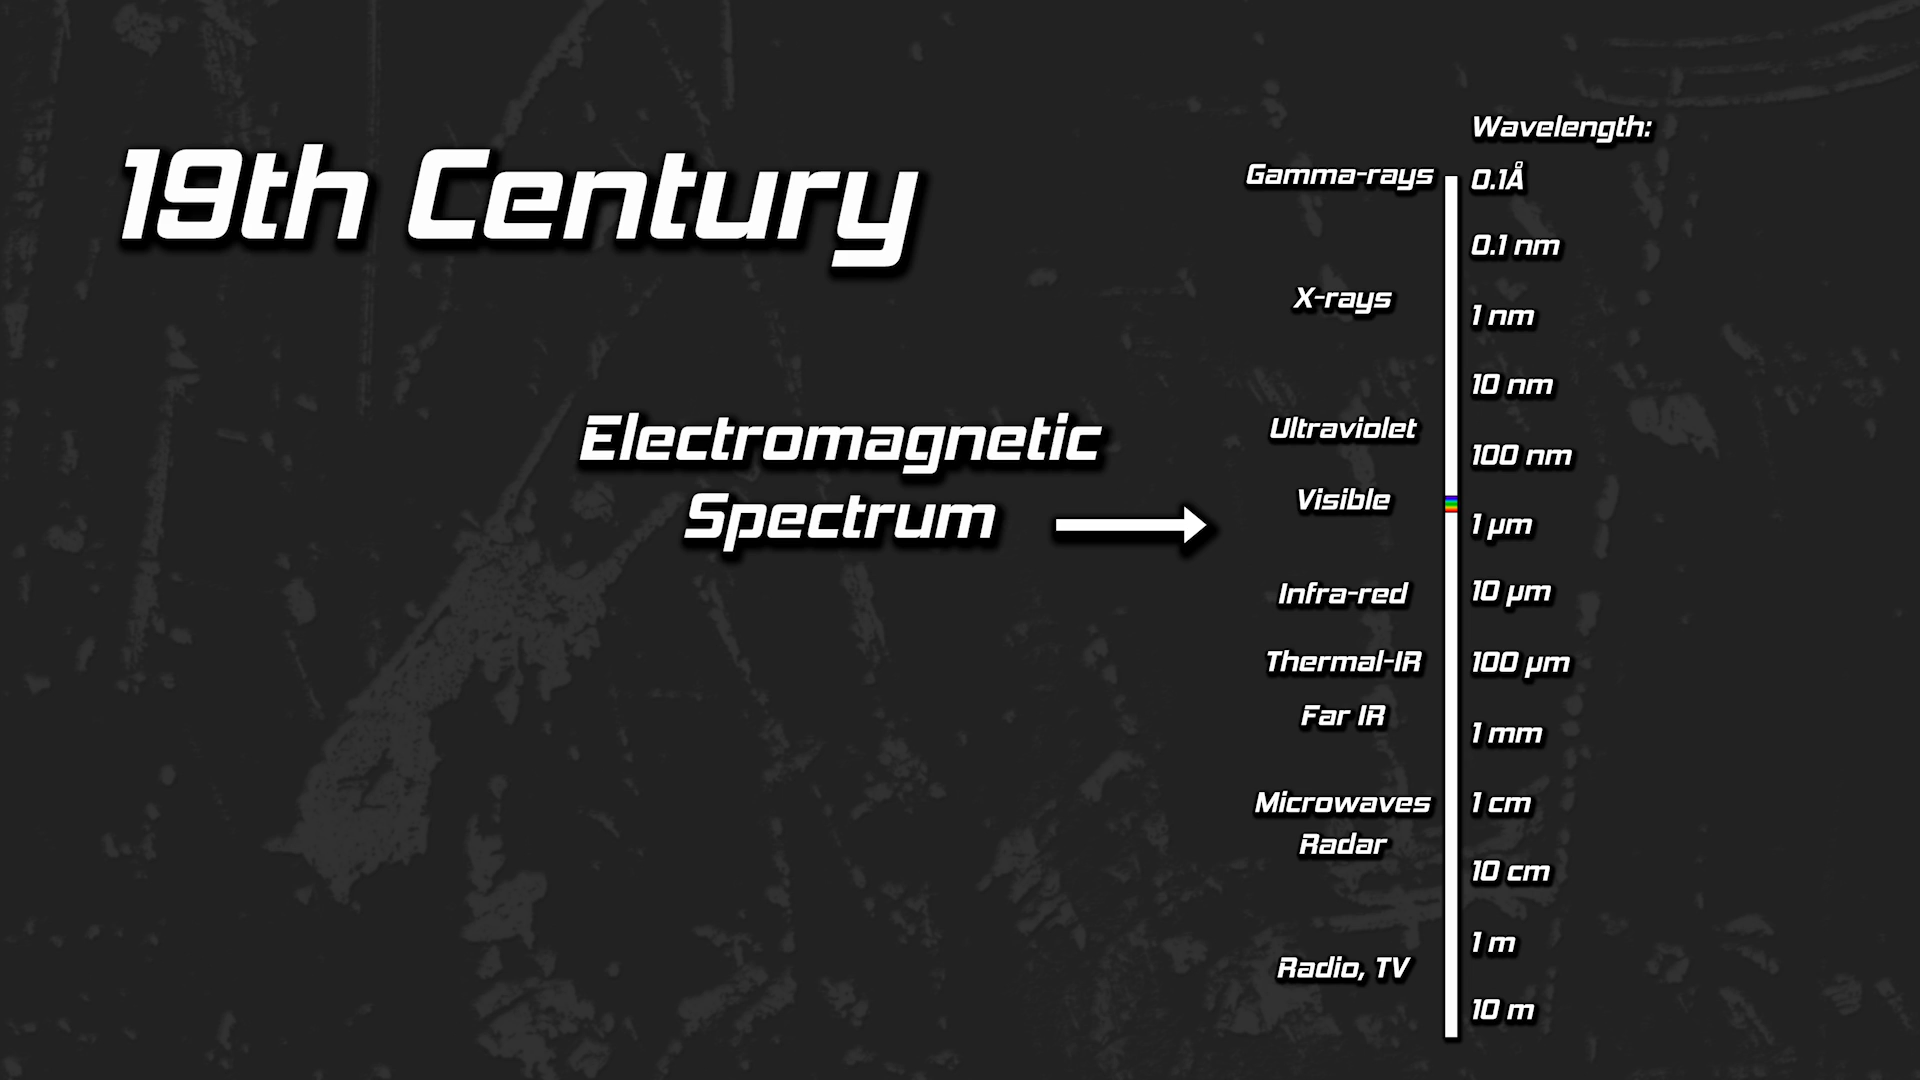 19th Century
Electromagnetic
Spectrum
Wavelength:
Gamma-rays 0.1Å
0.1 nm
X-rays
1 nm
10 nm
Ultraviolet
100 nm
Visible
1 µm
Infra-red 10 µm
Thermal-IR 100 µm
Far IR
1 mm
Microwaves 1 cm
Radar
10 cm
1 m
Radio, TV
10 m